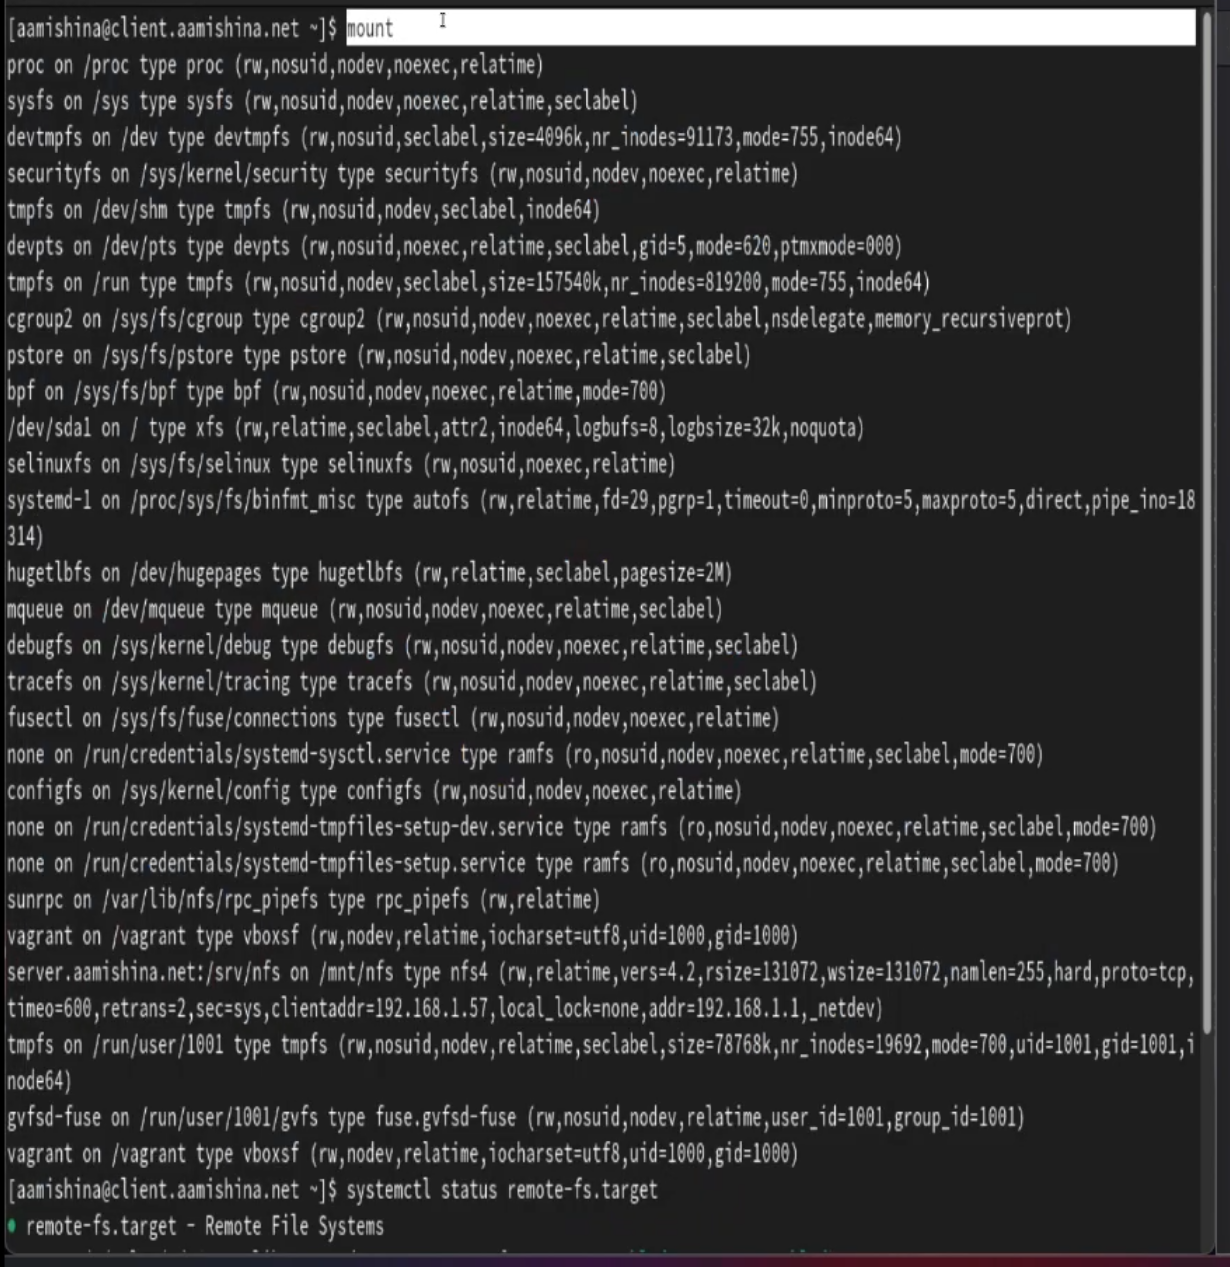 [aamishina@client.aamishina.net ~]$ mount
proc on /proc type proc (rw,nosuid,nodev,noexec,relatime)
sysfs on /sys type sysfs (rw,nosuid,nodev,noexec,relatime,seclabel)
devtmpfs on /dev type devtmpfs (rw,nosuid,seclabel,size=4096k,nr_inodes=91173,mode=755,inode64)
securityfs on /sys/kernel/security type securityfs (rw,nosuid,nodev,noexec,relatime)
tmpfs on /dev/shm type tmpfs (rw,nosuid,nodev,seclabel,inode64)
devpts on /dev/pts type devpts (rw,nosuid,noexec,relatime,seclabel,gid=5,mode=620,ptmxmode=000)
tmpfs on /run type tmpfs (rw,nosuid,nodev,seclabel,size=157540k,nr_inodes=819200,mode=755,inode64)
cgroup2 on /sys/fs/cgroup type cgroup2 (rw,nosuid,nodev,noexec,relatime,seclabel,nsdelegate,memory_recursiveprot)
pstore on /sys/fs/pstore type pstore (rw,nosuid,nodev,noexec,relatime,seclabel)
bpf on /sys/fs/bpf type bpf (rw,nosuid,nodev,noexec,relatime,mode=700)
/dev/sda1 on / type xfs (rw,relatime,seclabel,attr2,inode64,logbufs=8,logbsize=32k,noquota)
selinuxfs on /sys/fs/selinux type selinuxfs (rw,nosuid,noexec,relatime)
systemd-1 on /proc/sys/fs/binfmt_misc type autofs (rw,relatime,fd=29,pgrp=1,timeout=0,minproto=5,maxproto=5,direct,pipe_ino=18
314)
hugetlbfs on /dev/hugepages type hugetlbfs (rw,relatime,seclabel,pagesize=2M)
mqueue on /dev/mqueue type mqueue (rw,nosuid,nodev,noexec,relatime,seclabel)
debugfs on /sys/kernel/debug type debugfs (rw,nosuid,nodev,noexec,relatime,seclabel)
tracefs on /sys/kernel/tracing type tracefs (rw,nosuid,nodev,noexec,relatime,seclabel)
fusectl on /sys/fs/fuse/connections type fusectl (rw,nosuid,nodev,noexec,relatime)
none on /run/credentials/systemd-sysctl.service type ramfs (ro,nosuid,nodev,noexec,relatime,seclabel,mode=700)
configfs on /sys/kernel/config type configfs (rw,nosuid,nodev,noexec,relatime)
none on /run/credentials/systemd-tmpfiles-setup-dev.service type ramfs (ro,nosuid,nodev,noexec,relatime,seclabel,mode=700)
none on /run/credentials/systemd-tmpfiles-setup.service type ramfs (ro,nosuid,nodev,noexec,relatime,seclabel,mode=700)
sunrpc on /var/lib/nfs/rpc_pipefs type rpc_pipefs (rw,relatime)
vagrant on /vagrant type vboxsf (rw,nodev,relatime,iocharset=utf8,uid=1000,gid=1000)
server.aamishina.net:/srv/nfs on /mnt/nfs type nfs4 (rw,relatime,vers=4.2,rsize=131072,wsize=131072,namlen=255,hard,proto=tcp,
timeo=600,retrans=2,sec=sys,clientaddr=192.168.1.57,local_lock=none,addr=192.168.1.1,_netdev)
tmpfs on /run/user/1001 type tmpfs (rw,nosuid,nodev,relatime,seclabel,size=78768k,nr_inodes=19692,mode=700,uid=1001,gid=1001,i
node64)
gvfsd-fuse on /run/user/1001/gvfs type fuse.gvfsd-fuse (rw,nosuid,nodev,relatime,user_id=1001,group_id=1001)
vagrant on /vagrant type vboxsf (rw,nodev,relatime,iocharset=utf8,uid=1000,gid=1000)
[aamishina@client.aamishina.net ~]$ systemctl status remote-fs.target
● remote-fs.target - Remote File Systems